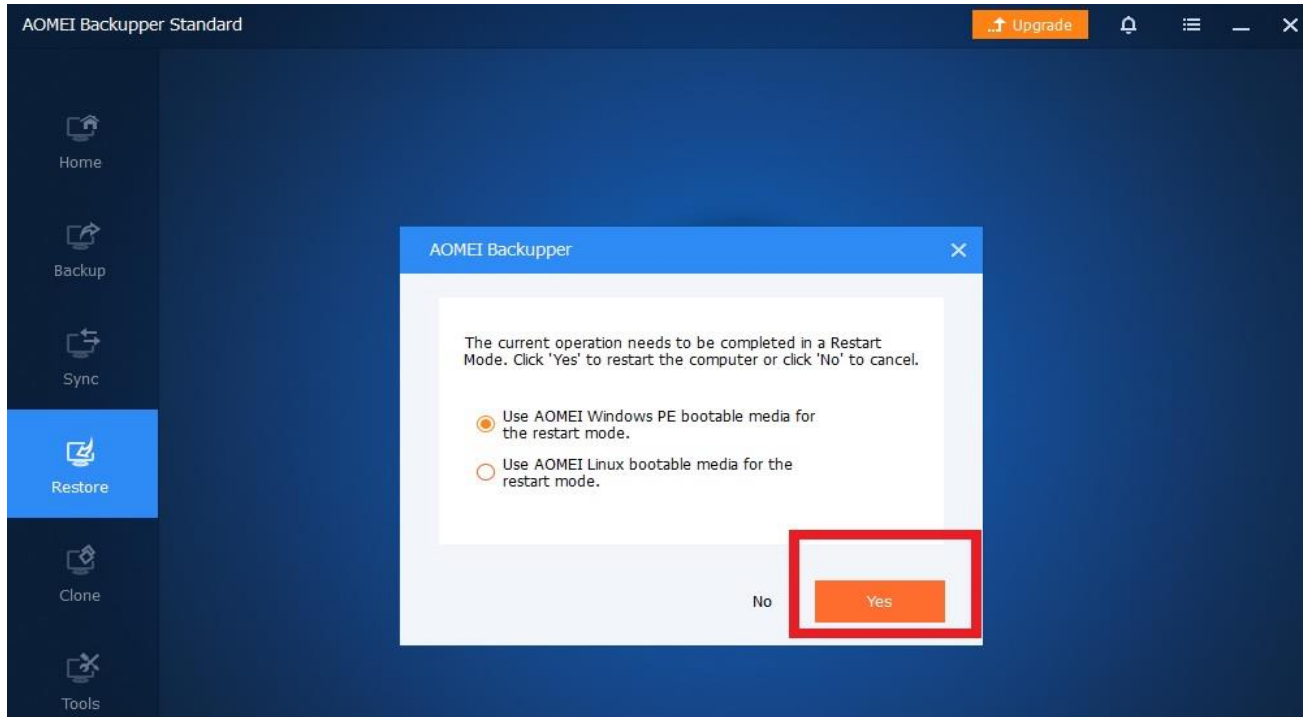 AOMEI Backupper Standard
Upgrade
Home
Backup
Sync
Restore
Clone
Tools
AOMEI Backupper
The current operation needs to be completed in a Restart
Mode. Click 'Yes' to restart the computer or click 'No' to cancel.
Use AOMEI Windows PE bootable media for
the restart mode.
Use AOMEI Linux bootable media for the
restart mode.
No
Yes